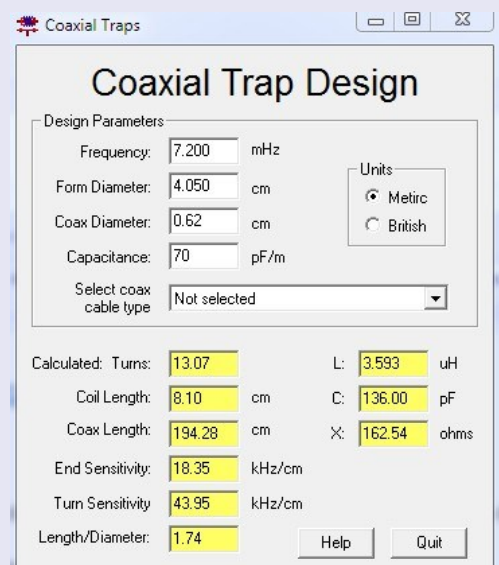 Coaxial Traps
Coaxial Trap Design
Design Parameters
Frequency: 7.200 mHz
Form Diameter: 4.050 cm
Coax Diameter: 0.62 cm
Capacitance: 70 pF/m
Units
Metirc
British
Select coax
cable type
Not selected
Calculated: Turns: 13.07 L: 3.593 uH
Coil Length: 8.10 cm C: 136.00 pF
Coax Length: 194.28 cm X: 162.54 ohms
End Sensitivity: 18.35 kHz/cm
Turn Sensitivity 43.95 kHz/cm
Length/Diameter: 1.74 Help Quit